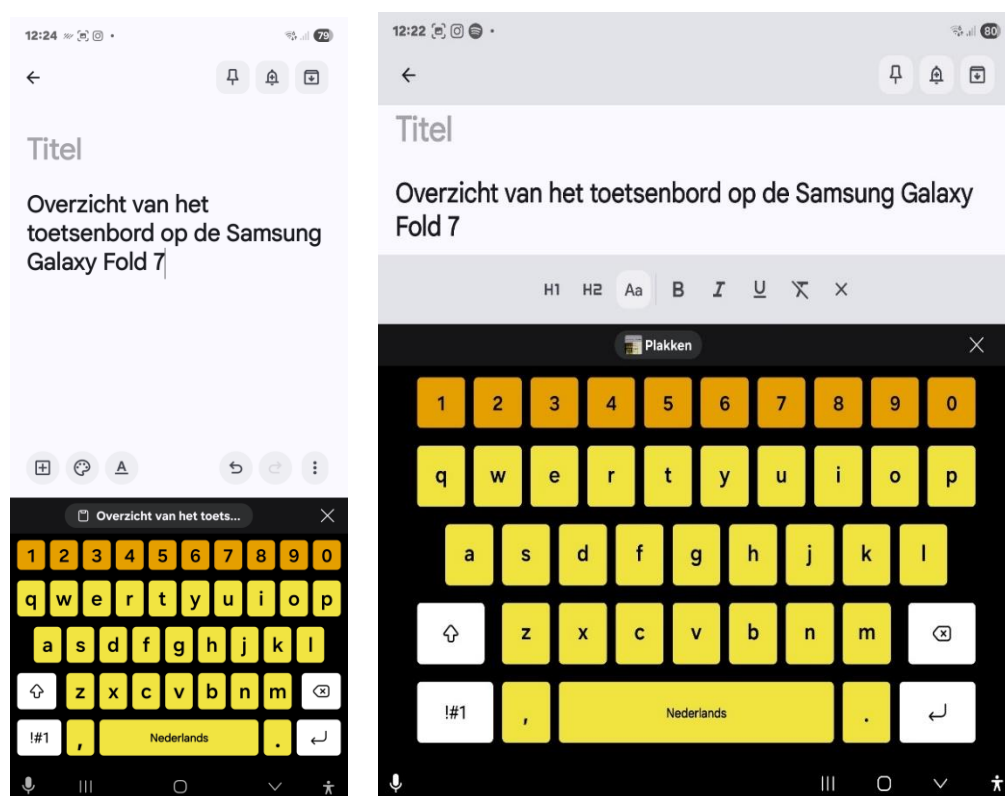 12:24
79
Titel
Overzicht van het
toetsenbord op de Samsung
Galaxy Fold 7
A
Overzicht van het toets...
1 2 3 4 5 6 7 8 9 0
q w e r t y u i o p
a s d f g h j k l
z x c v b n m
!#1 , Nederlands .
12:22
80
Titel
Overzicht van het toetsenbord op de Samsung Galaxy
Fold 7
H1 H2 Aa B I U T X
Plakken
1 2 3 4 5 6 7 8 9 0
q w e r t y u i o p
a s d f g h j k l
z x c v b n m
!#1 , Nederlands .